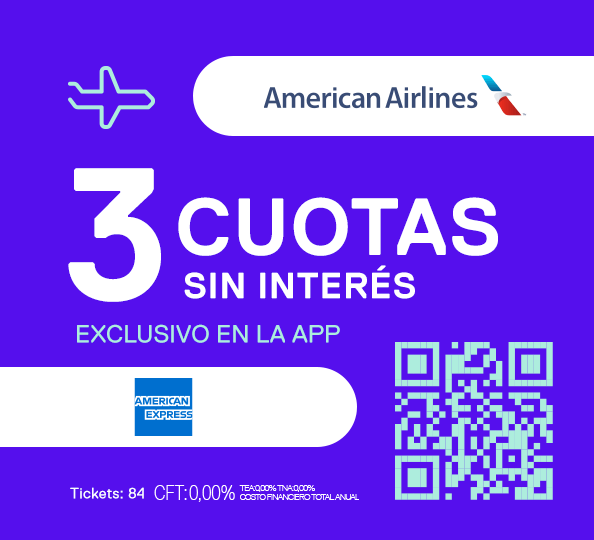 American Airlines
3 CUOTAS
SIN INTERÉS
EXCLUSIVO EN LA APP
AMERICAN
EXPRESS
Tickets: 84 CFT: 0,00% TEA:0,00% TNA:0,00%
COSTO FINANCIERO TOTAL ANUAL